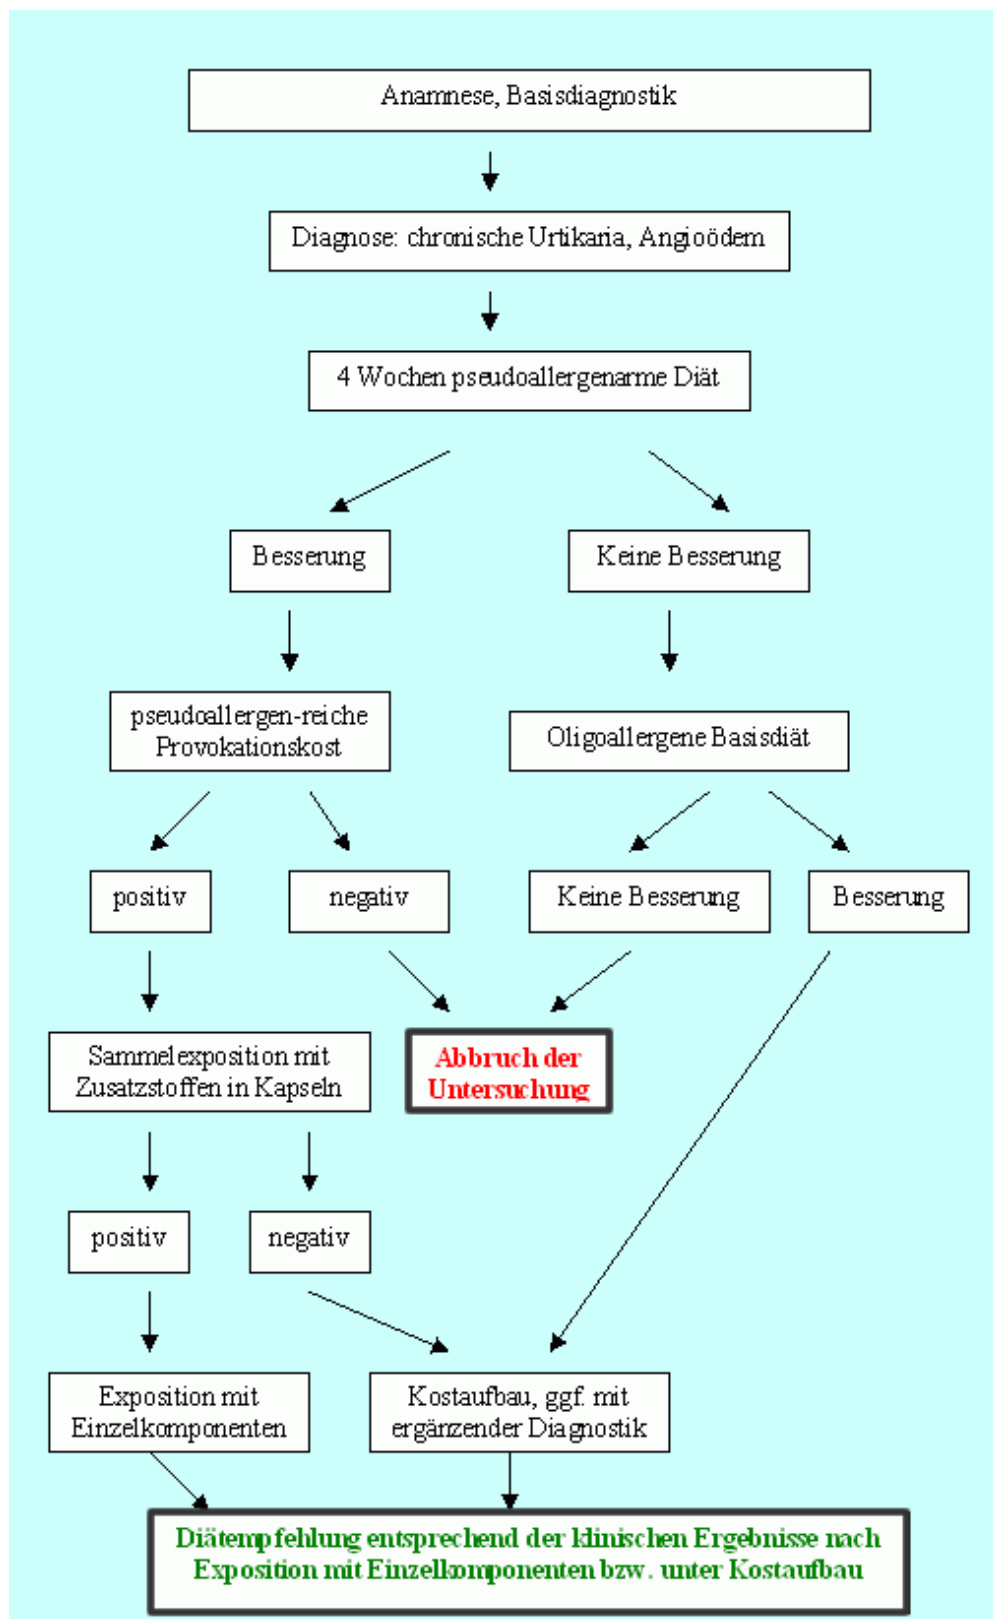 Anamnese, Basisdiagnostik
Diagnose: chronische Urtikaria, Angioödem
4 Wochen pseudoallergenarme Diät
Besserung
Keine Besserung
pseudoallergen-reiche
Provokationskost
Oligoallergene Basisdiät
positiv
negativ
Keine Besserung
Besserung
Sammelexposition mit
Zusatzstoffen in Kapseln
Abbruch der
Untersuchung
positiv
negativ
Exposition mit
Einzelkomponenten
Kostaufbau, ggf. mit
ergänzender Diagnostik
Diätempfehlung entsprechend der klinischen Ergebnisse nach
Exposition mit Einzelkomponenten bzw. unter Kostaufbau